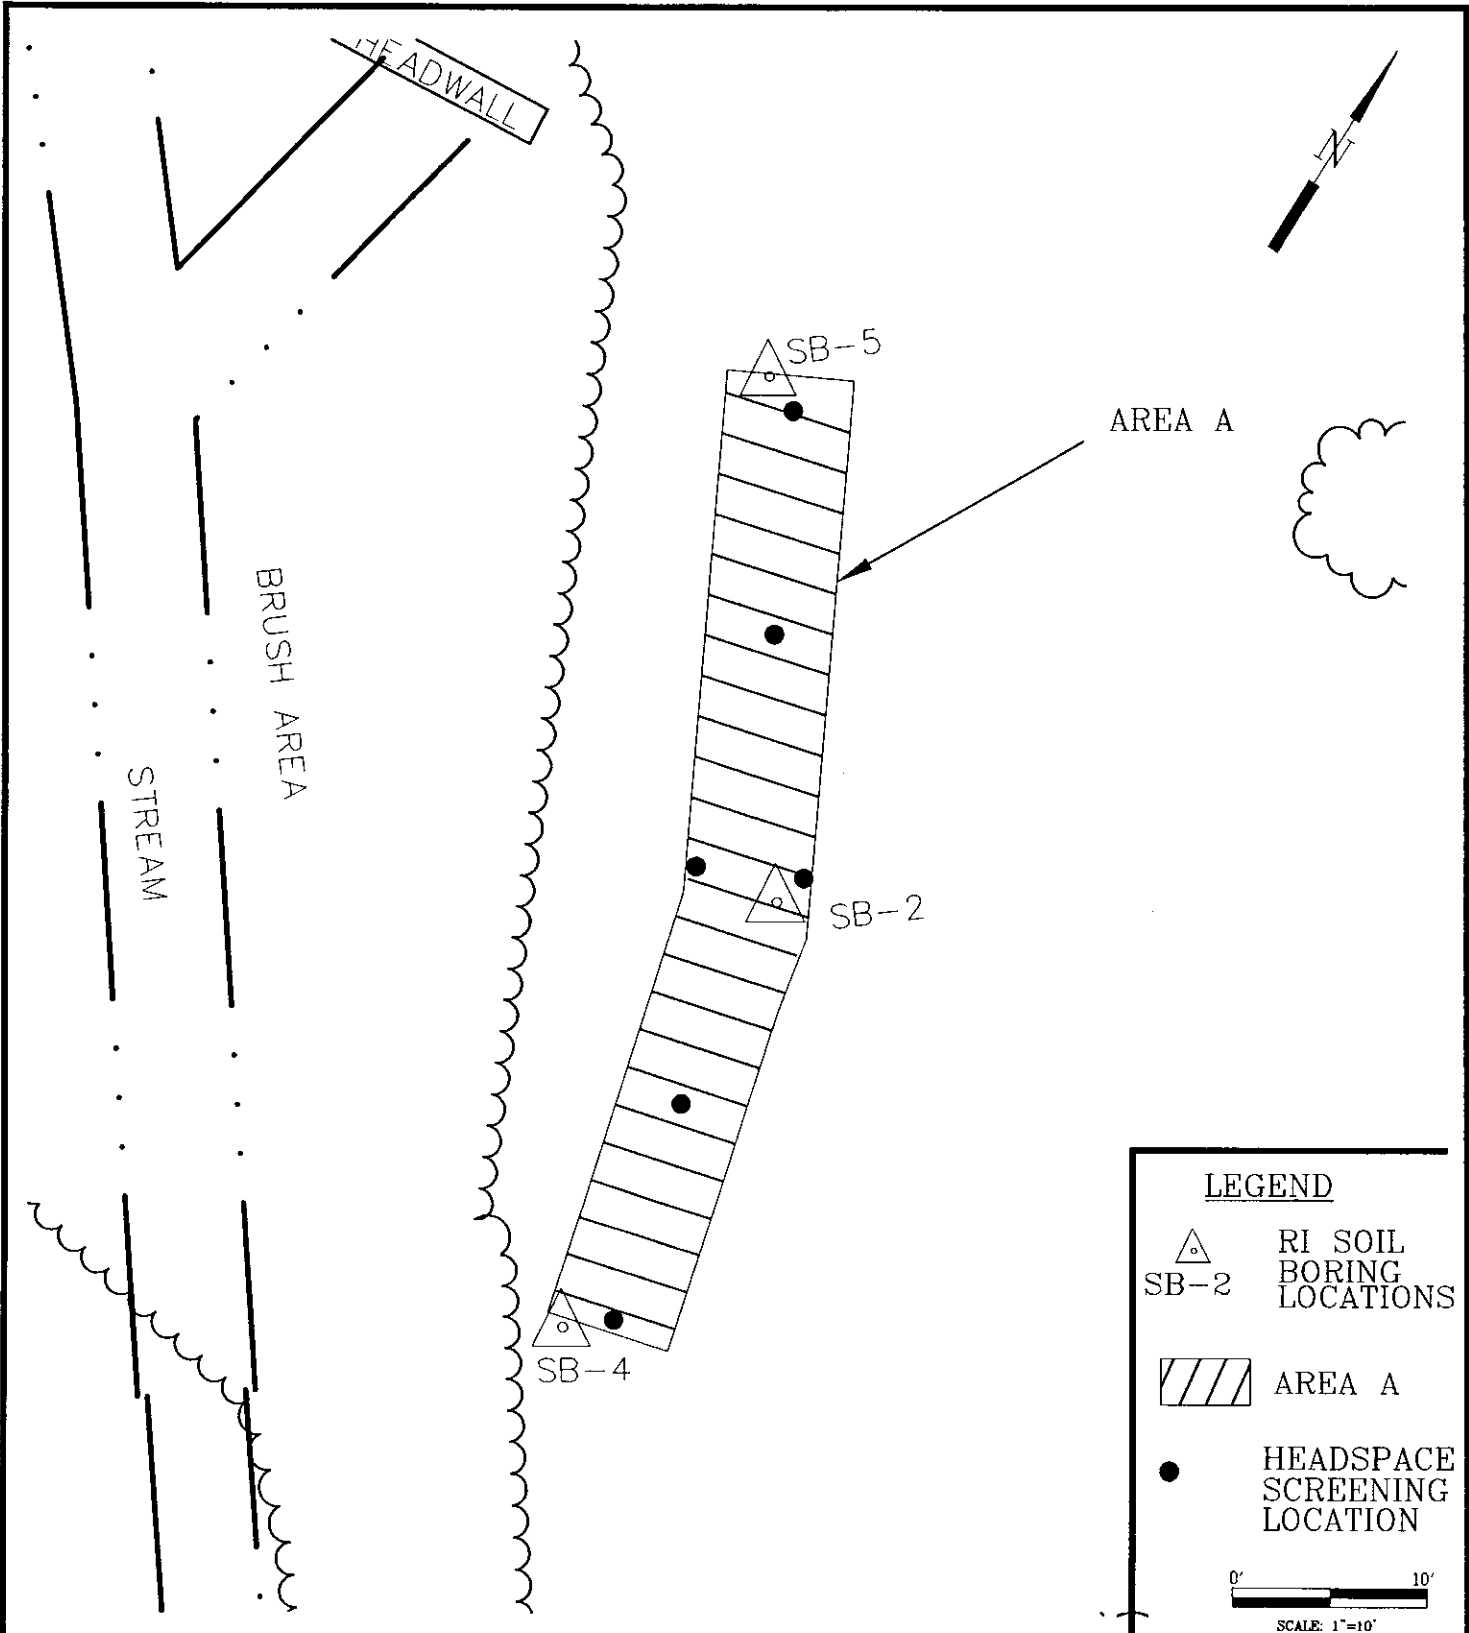 HEADWALL
N
SB-5
AREA A
BRUSH AREA
STREAM
SB-2
SB-4
LEGEND
SB-2
RI SOIL
BORING
LOCATIONS
AREA A
HEADSPACE
SCREENING
LOCATION
0' 10'
SCALE: 1"=10'